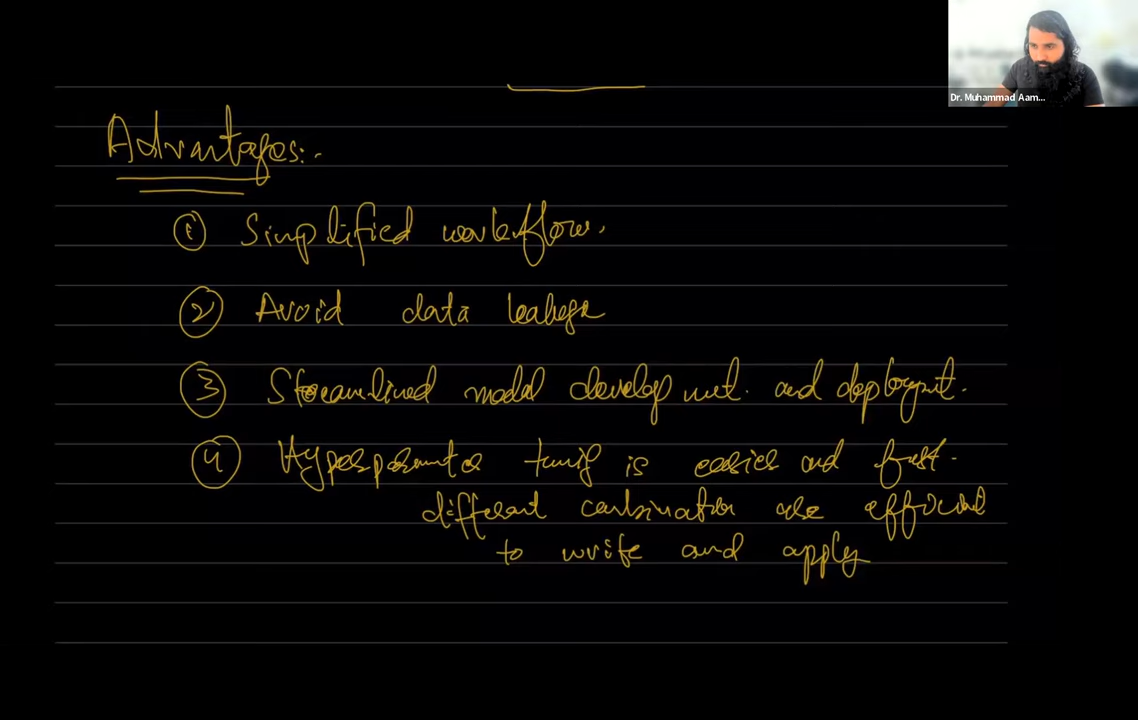 Dr. Muhammad Aam...
Advantages:-
① Simplified workflow.
② Avoid data leakage
③ Streamlined model development. and deployment.
④ Hyperparameter tuning is easier and fast.
different combination are efficient
to write and apply